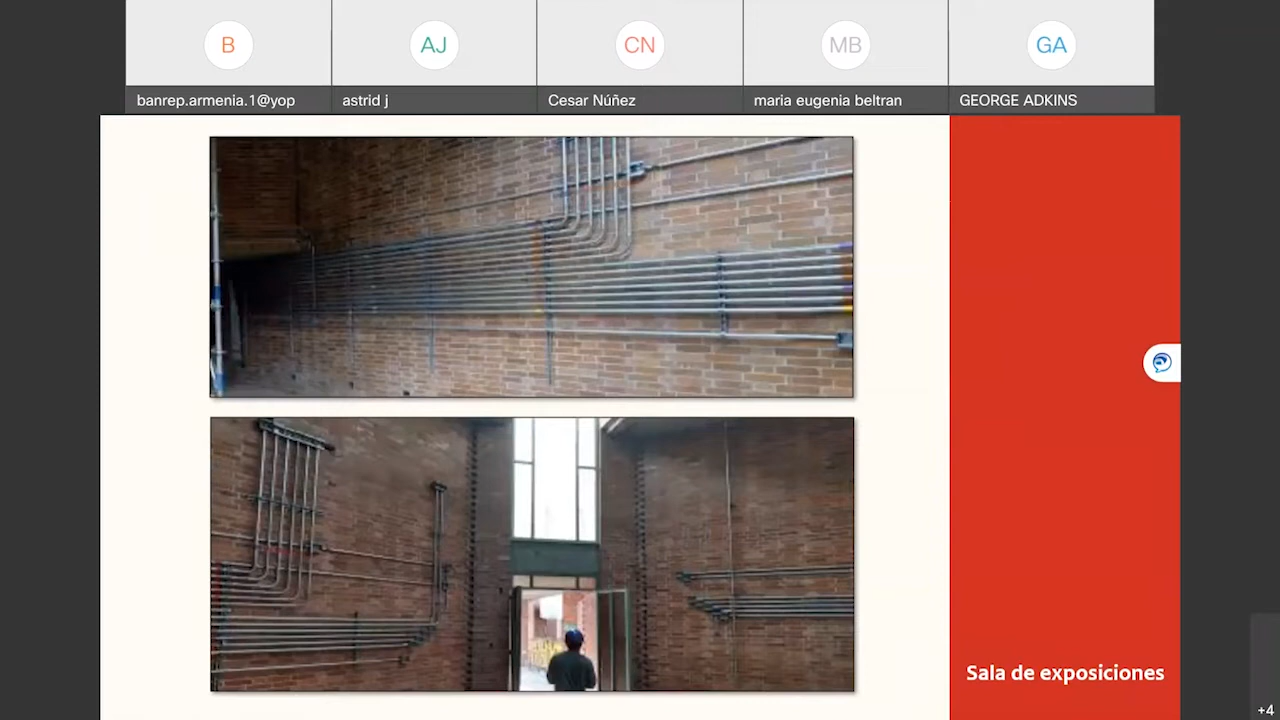 B
AJ
CN
MB
GA
banrep.armenia.1@yop
astrid j
Cesar Núñez
maria eugenia beltran
GEORGE ADKINS
Sala de exposiciones
+4